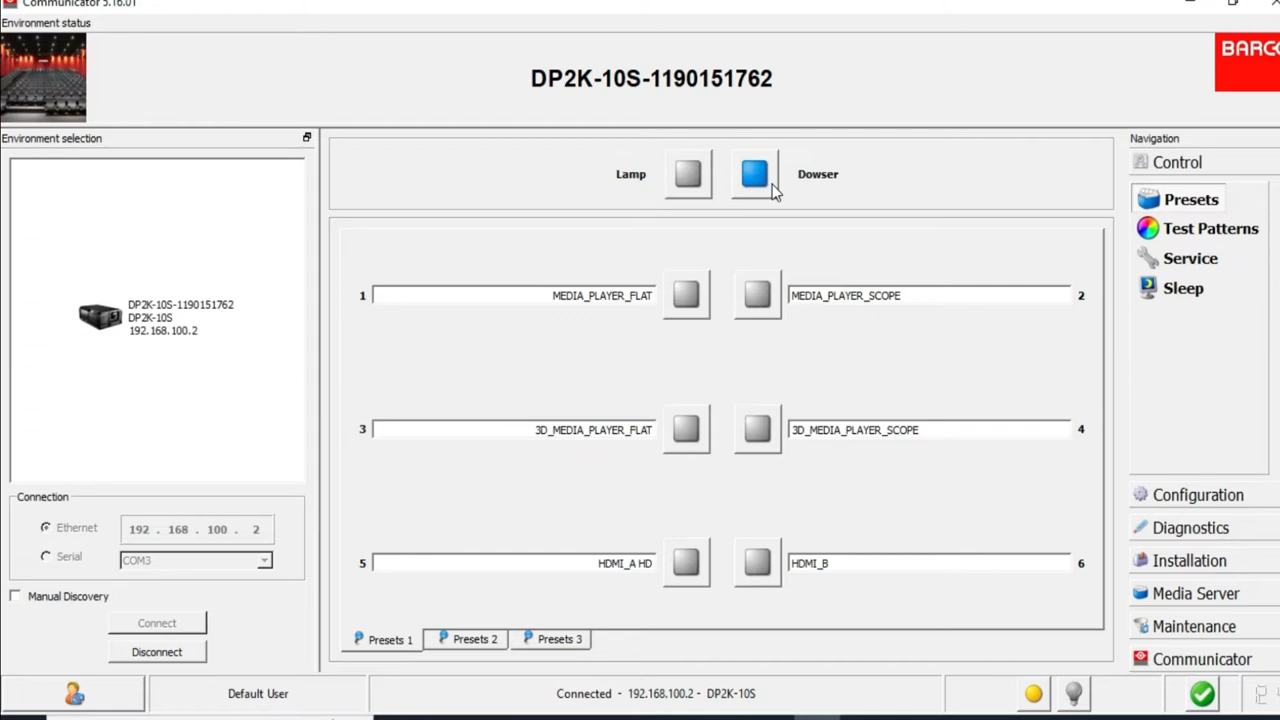 Communicator 5.16.01
Environment status
DP2K-10S-1190151762
BARCO
Environment selection
DP2K-10S-1190151762
DP2K-10S
192.168.100.2
Connection
Ethernet
192 . 168 . 100 . 2
Serial
COM3
Manual Discovery
Connect
Disconnect
Lamp
Dowser
1
MEDIA_PLAYER_FLAT
MEDIA_PLAYER_SCOPE
2
3
3D_MEDIA_PLAYER_FLAT
3D_MEDIA_PLAYER_SCOPE
4
5
HDMI_A HD
HDMI_B
6
Presets 1
Presets 2
Presets 3
Navigation
Control
Presets
Test Patterns
Service
Sleep
Configuration
Diagnostics
Installation
Media Server
Maintenance
Communicator
Default User
Connected - 192.168.100.2 - DP2K-10S